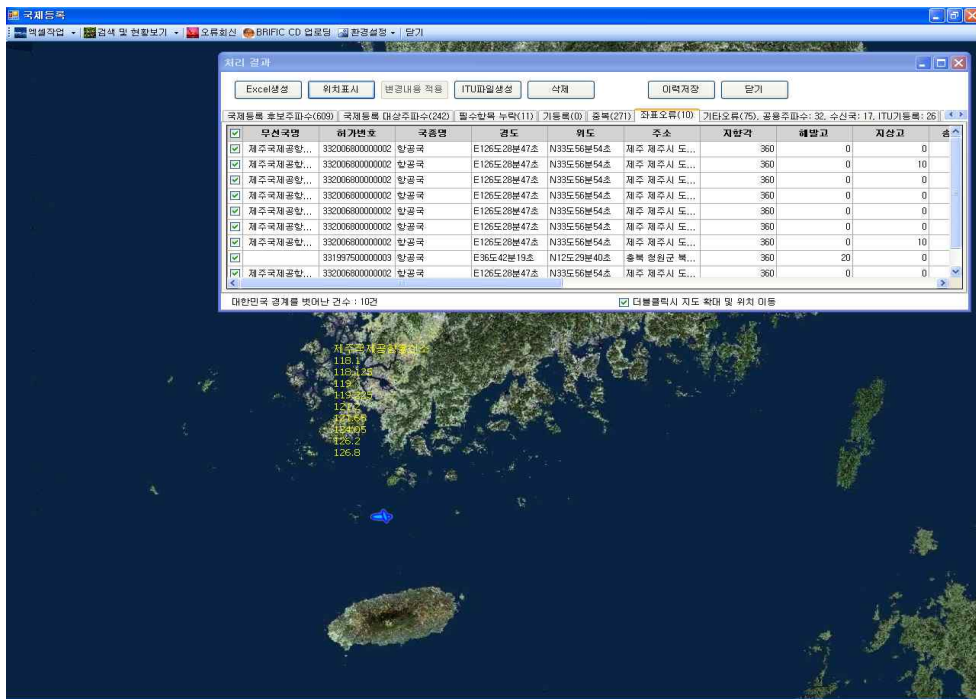 국제등록
엑셀작업 검색 및 현황보기 오류회신 BRIFIC CD 업로딩 환경설정 닫기
처리 결과
Excel생성 위치표시 변경내용 적용 ITU파일생성 삭제 이력저장 닫기
국제등록 후보주파수(609) 국제등록 대상주파수(242) 필수항목 누락(11) 기등록(0) 중복(271) 좌표오류(10) 기타오류(75), 공용주파수: 32, 수신국: 17, ITU기등록: 26
무선국명 허가번호 국종명 경도 위도 주소 지향각 해발고 지상고 송
제주국제공항... 332006800000002 항공국 E126도28분47초 N33도56분54초 제주 제주시 도... 360 0 0
제주국제공항... 332006800000002 항공국 E126도28분47초 N33도56분54초 제주 제주시 도... 360 0 10
제주국제공항... 332006800000002 항공국 E126도28분47초 N33도56분54초 제주 제주시 도... 360 0 0
제주국제공항... 332006800000002 항공국 E126도28분47초 N33도56분54초 제주 제주시 도... 360 0 0
제주국제공항... 332006800000002 항공국 E126도28분47초 N33도56분54초 제주 제주시 도... 360 0 0
제주국제공항... 332006800000002 항공국 E126도28분47초 N33도56분54초 제주 제주시 도... 360 0 0
제주국제공항... 332006800000002 항공국 E126도28분47초 N33도56분54초 제주 제주시 도... 360 0 10
331997500000003 항공국 E36도42분19초 N12도29분40초 충북 청원군 북... 360 20 0
제주국제공항... 332006800000002 항공국 E126도28분47초 N33도56분54초 제주 제주시 도... 360 0 0
대한민국 경계를 벗어난 건수 : 10건 더블클릭시 지도 확대 및 위치 이동
118.1
118.125
119
126.2
126.8